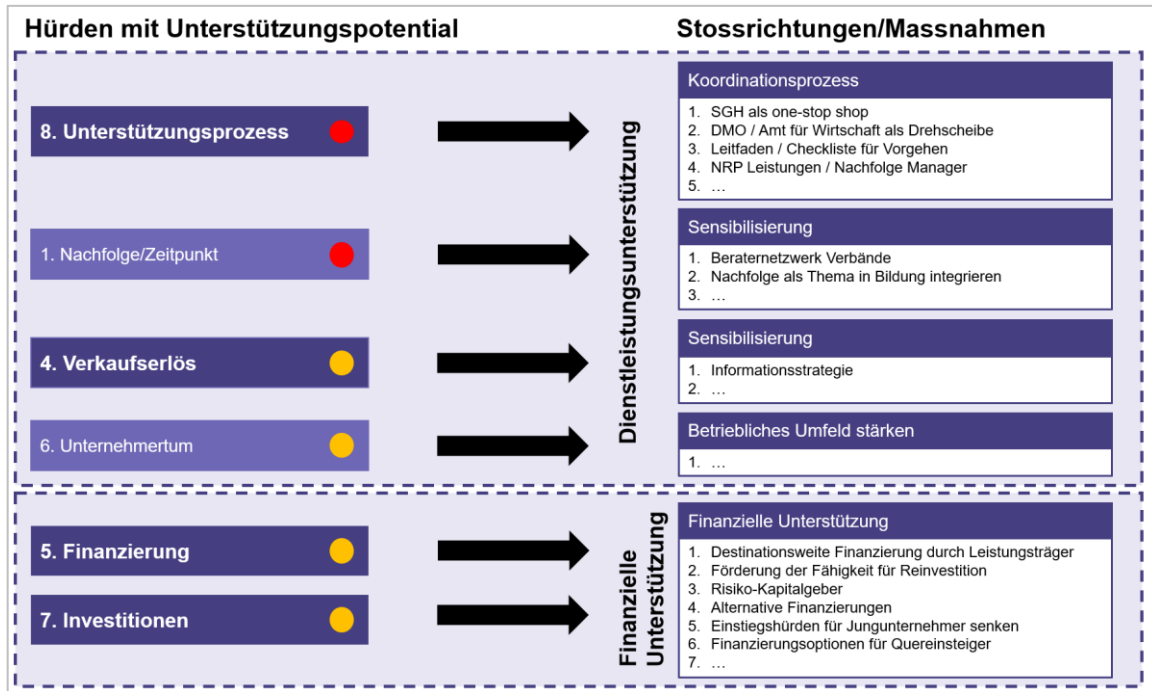 Hürden mit Unterstützungspotential
Stossrichtungen/Massnahmen
8. Unterstützungsprozess
1. Nachfolge/Zeitpunkt
4. Verkaufserlös
6. Unternehmertum
Dienstleistungsunterstützung
Koordinationsprozess
1. SGH als one-stop shop
2. DMO / Amt für Wirtschaft als Drehscheibe
3. Leitfaden / Checkliste für Vorgehen
4. NRP Leistungen / Nachfolge Manager
5. …
Sensibilisierung
1. Beraternetzwerk Verbände
2. Nachfolge als Thema in Bildung integrieren
3. …
Sensibilisierung
1. Informationsstrategie
2. …
Betriebliches Umfeld stärken
1. …
5. Finanzierung
7. Investitionen
Finanzielle
Unterstützung
Finanzielle Unterstützung
1. Destinationsweite Finanzierung durch Leistungsträger
2. Förderung der Fähigkeit für Reinvestition
3. Risiko-Kapitalgeber
4. Alternative Finanzierungen
5. Einstiegshürden für Jungunternehmer senken
6. Finanzierungsoptionen für Quereinsteiger
7. …